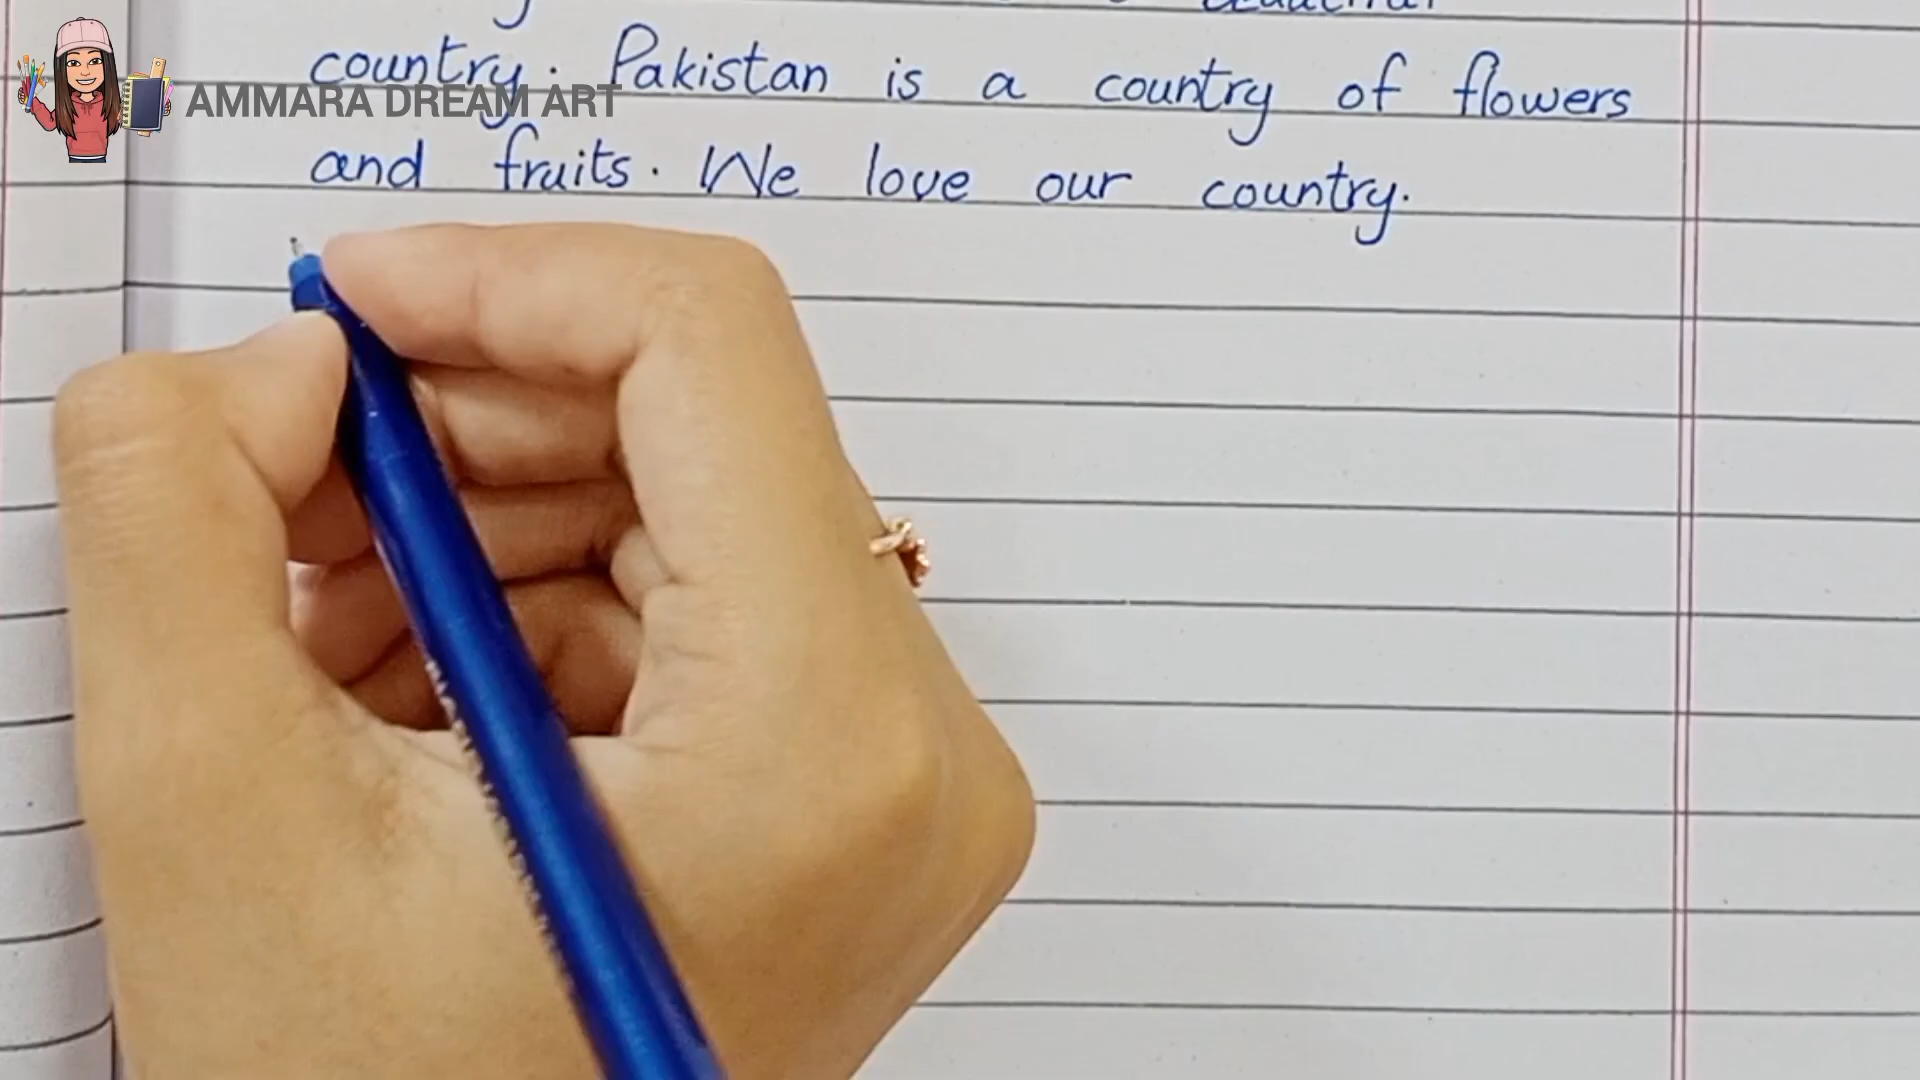 country. Pakistan is a country of flowers
AMMARA DREAM ART
and fruits. We love our country.